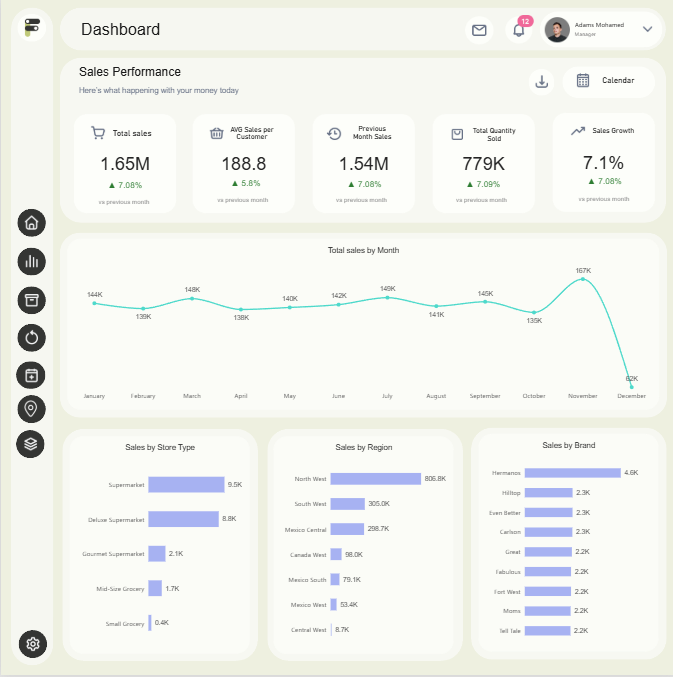 Dashboard
12
Adams Mohamed
Manager
Sales Performance
Here's what happening with your money today
Calendar
Total sales
1.65M
▲ 7.08%
vs previous month
AVG Sales per
Customer
188.8
▲ 5.8%
vs previous month
Previous
Month Sales
1.54M
▲ 7.08%
vs previous month
Total Quantity
Sold
779K
▲ 7.09%
vs previous month
Sales Growth
7.1%
▲ 7.08%
vs previous month
Total sales by Month
144K
139K
148K
138K
140K
142K
149K
141K
145K
135K
167K
62K
January February March April May June July August September October November December
Sales by Store Type
Supermarket 9.5K
Deluxe Supermarket 8.8K
Gourmet Supermarket 2.1K
Mid-Size Grocery 1.7K
Small Grocery 0.4K
Sales by Region
North West 806.8K
South West 305.0K
Mexico Central 298.7K
Canada West 98.0K
Mexico South 79.1K
Mexico West 53.4K
Central West 8.7K
Sales by Brand
Hermanos 4.6K
Hilltop 2.3K
Even Better 2.3K
Carlson 2.3K
Great 2.2K
Fabulous 2.2K
Fort West 2.2K
Moms 2.2K
Tell Tale 2.2K